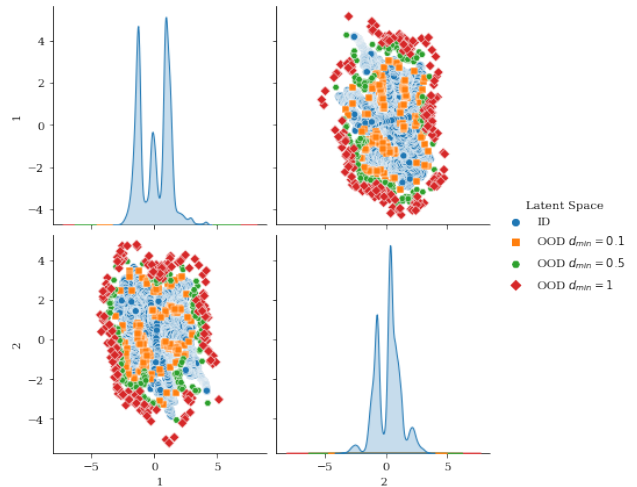 4
2
0
−2
−4
1
Latent Space
ID
OOD d_min = 0.1
OOD d_min = 0.5
OOD d_min = 1
4
2
0
−2
−4
2
−5 0 5
1
−5 0 5
2